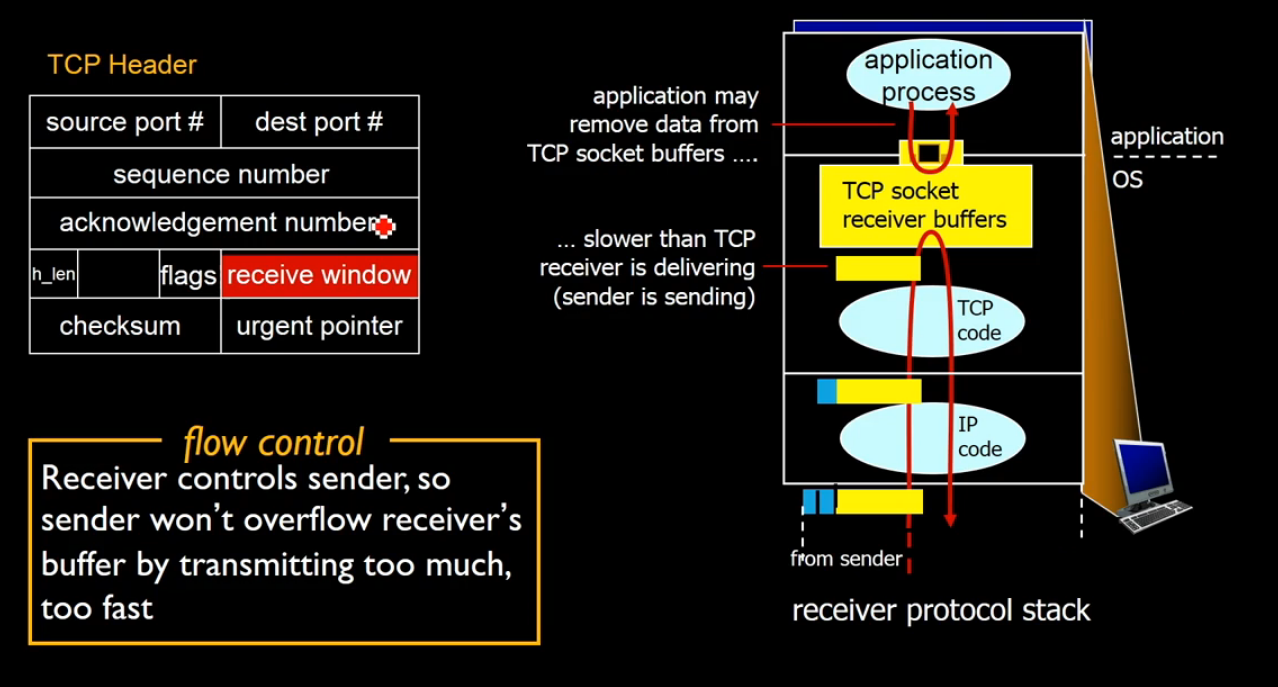 TCP Header
source port #
dest port #
sequence number
acknowledgement number
h_len
flags
receive window
checksum
urgent pointer
flow control
Receiver controls sender, so
sender won’t overflow receiver’s
buffer by transmitting too much,
too fast
application may
remove data from
TCP socket buffers ….
… slower than TCP
receiver is delivering
(sender is sending)
application
process
TCP socket
receiver buffers
TCP
code
IP
code
from sender
receiver protocol stack
application
OS